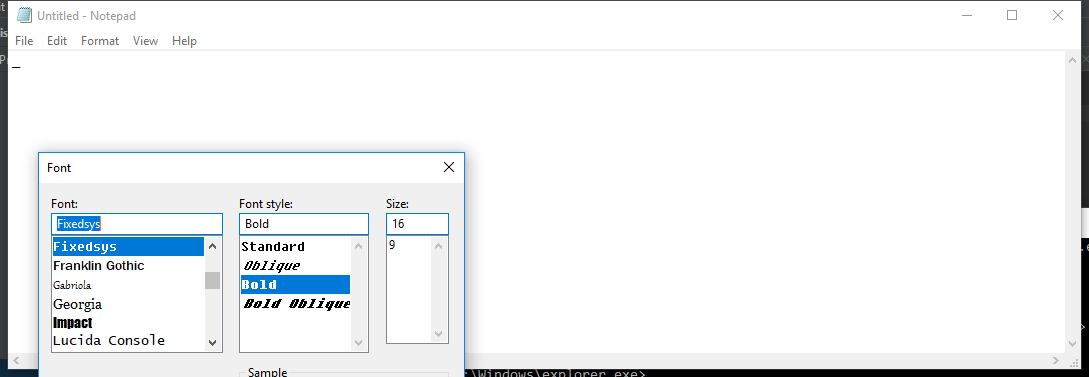 Untitled - Notepad
File Edit Format View Help
Font
Font: Font style: Size:
Fixedsys Bold 16
Fixedsys Standard 9
Franklin Gothic Oblique
Gabriola Bold
Georgia Bold Oblique
Impact
Lucida Console
Sample
:\Windows\explorer.exe>